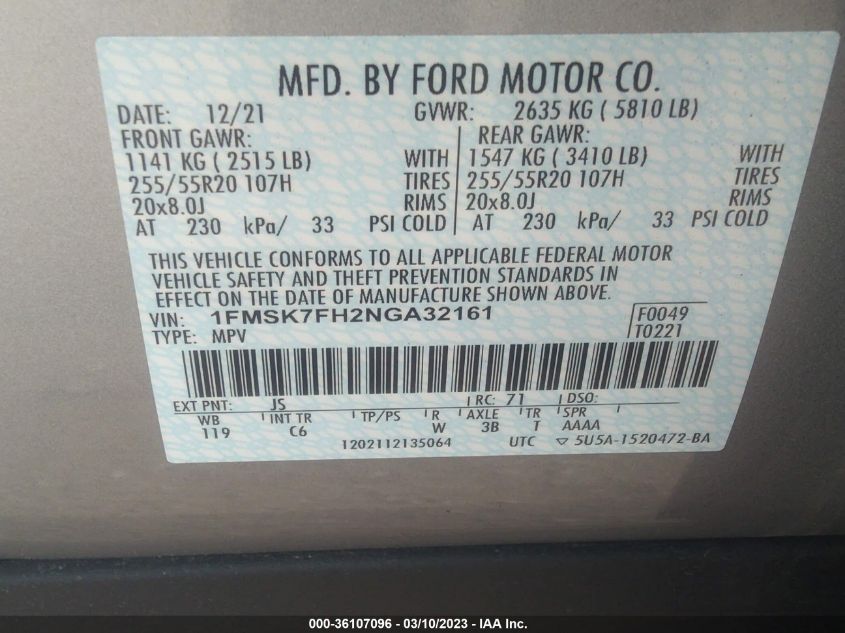 MFD. BY FORD MOTOR CO.
DATE: 12/21 GVWR: 2635 KG ( 5810 LB)
FRONT GAWR: REAR GAWR:
1141 KG ( 2515 LB) WITH 1547 KG ( 3410 LB) WITH
255/55R20 107H TIRES 255/55R20 107H TIRES
20x8.0J RIMS 20x8.0J RIMS
AT 230 kPa/ 33 PSI COLD AT 230 kPa/ 33 PSI COLD
THIS VEHICLE CONFORMS TO ALL APPLICABLE FEDERAL MOTOR
VEHICLE SAFETY AND THEFT PREVENTION STANDARDS IN
EFFECT ON THE DATE OF MANUFACTURE SHOWN ABOVE.
VIN: 1FMSK7FH2NGA32161 F0049
TYPE: MPV T0221
EXT PNT: JS RC: 71 DSO:
WB INT TR TP/PS R AXLE TR SPR
119 C6 W 3B T AAAA
1202112135064 UTC ▽ 5U5A-1520472-BA
000-36107096 - 03/10/2023 - IAA Inc.